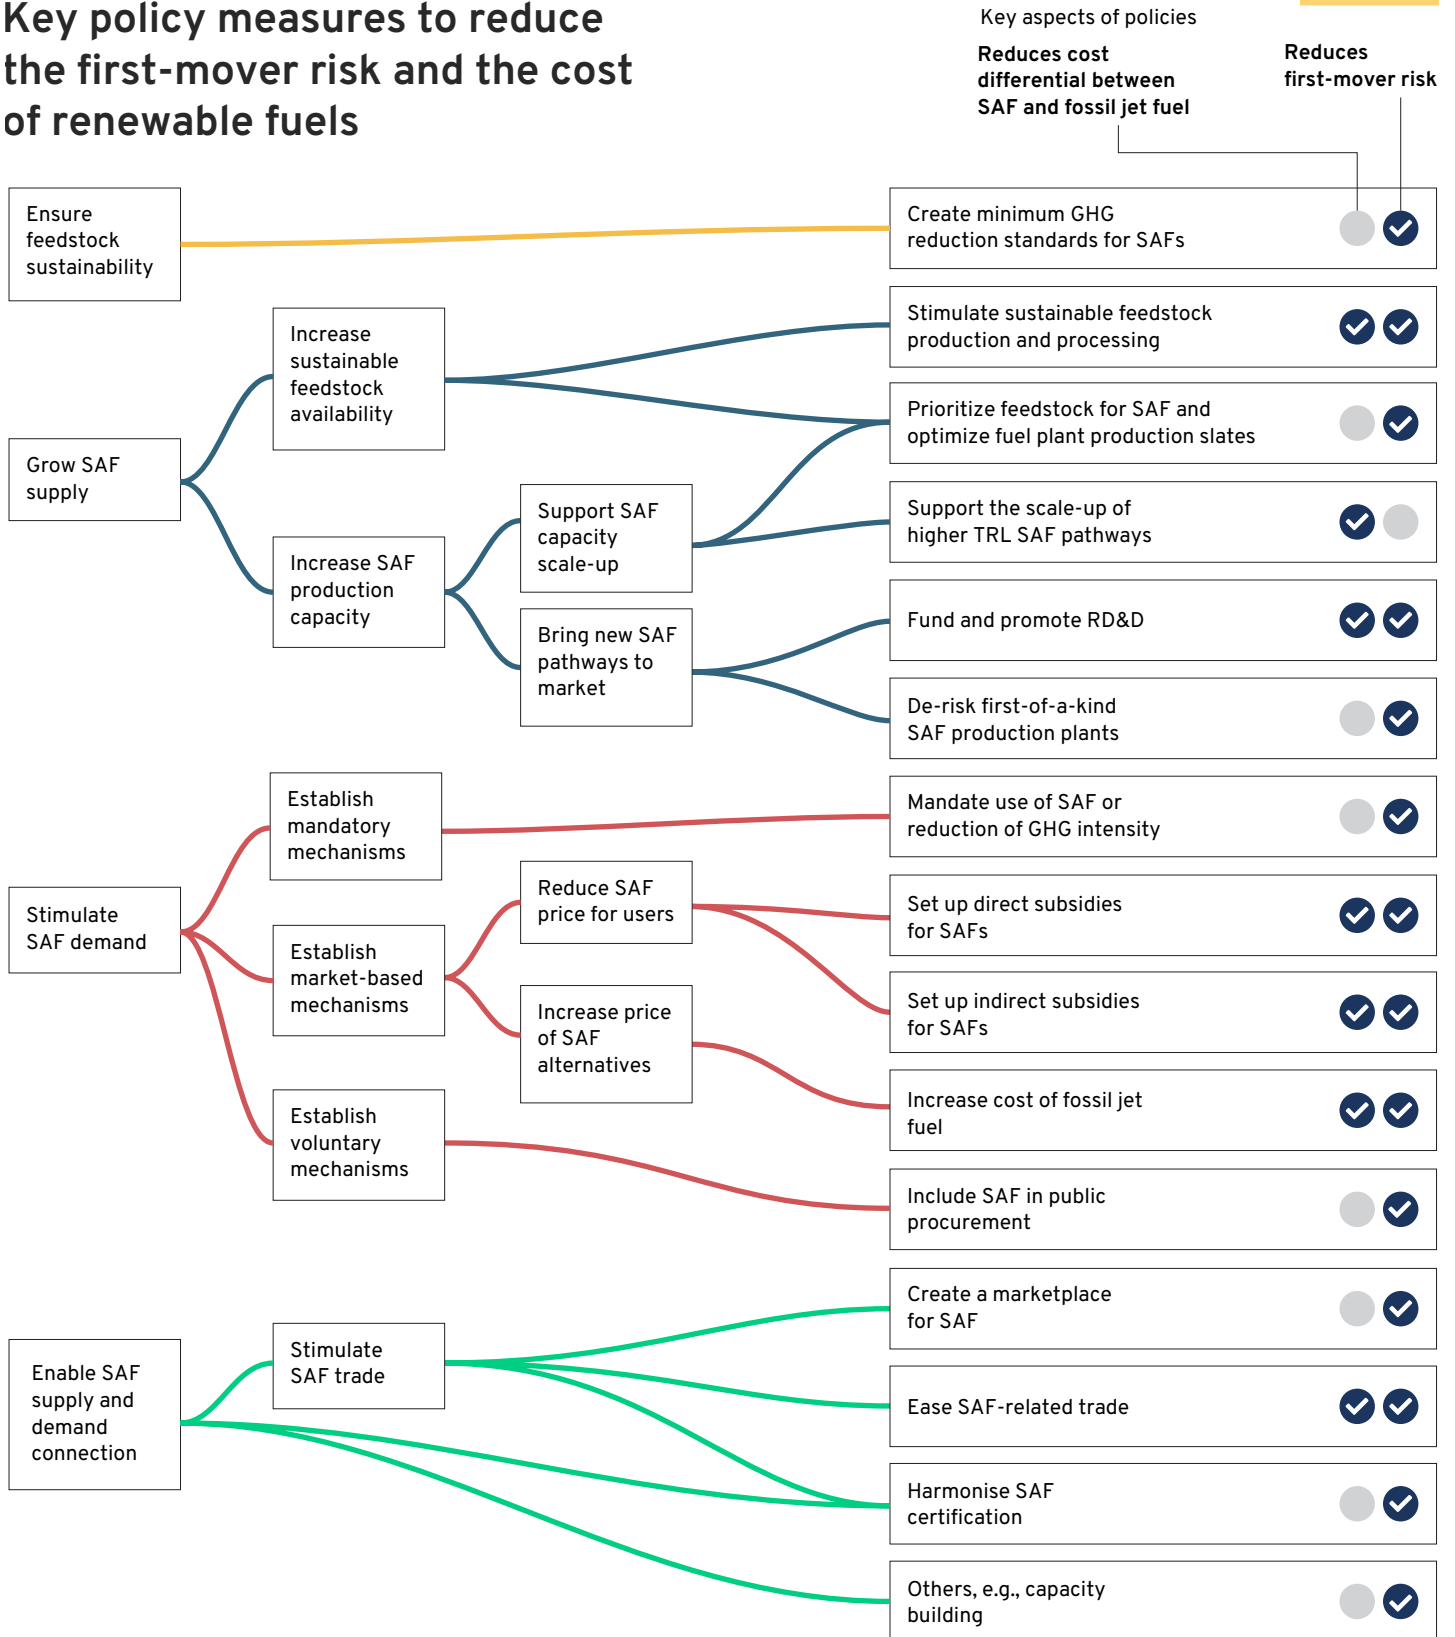 Key policy measures to reduce
the first-mover risk and the cost
of renewable fuels
Key aspects of policies
Reduces cost
differential between
SAF and fossil jet fuel
Reduces
first-mover risk
Ensure
feedstock
sustainability
Create minimum GHG
reduction standards for SAFs
Grow SAF
supply
Increase
sustainable
feedstock
availability
Increase SAF
production
capacity
Support SAF
capacity
scale-up
Bring new SAF
pathways to
market
Stimulate sustainable feedstock
production and processing
Prioritize feedstock for SAF and
optimize fuel plant production slates
Support the scale-up of
higher TRL SAF pathways
Fund and promote RD&D
De-risk first-of-a-kind
SAF production plants
Stimulate
SAF demand
Establish
mandatory
mechanisms
Establish
market-based
mechanisms
Establish
voluntary
mechanisms
Reduce SAF
price for users
Increase price
of SAF
alternatives
Mandate use of SAF or
reduction of GHG intensity
Set up direct subsidies
for SAFs
Set up indirect subsidies
for SAFs
Increase cost of fossil jet
fuel
Include SAF in public
procurement
Enable SAF
supply and
demand
connection
Stimulate
SAF trade
Create a marketplace
for SAF
Ease SAF-related trade
Harmonise SAF
certification
Others, e.g., capacity
building